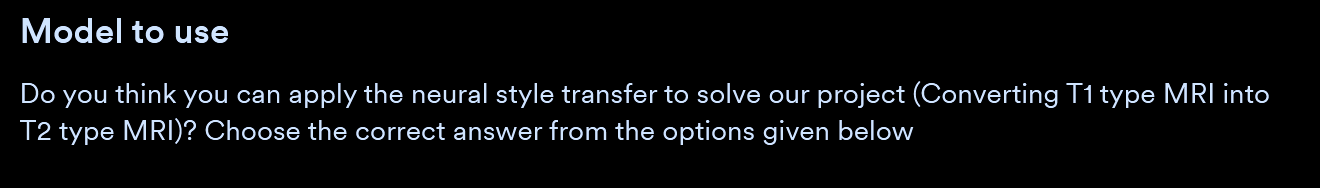 Model to use
Do you think you can apply the neural style transfer to solve our project (Converting T1 type MRI into
T2 type MRI)? Choose the correct answer from the options given below